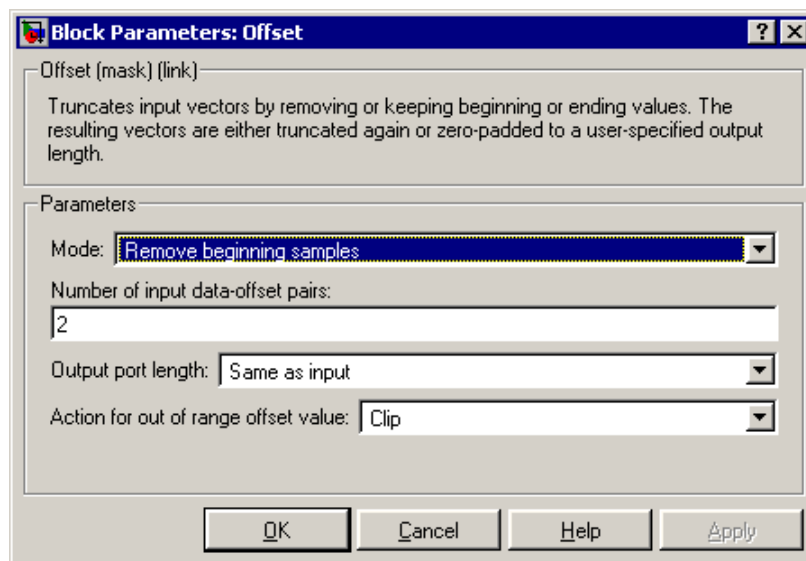 Block Parameters: Offset
Offset (mask) (link)
Truncates input vectors by removing or keeping beginning or ending values. The
resulting vectors are either truncated again or zero-padded to a user-specified output
length.
Parameters
Mode: Remove beginning samples
Number of input data-offset pairs:
2
Output port length: Same as input
Action for out of range offset value: Clip
OK Cancel Help Apply